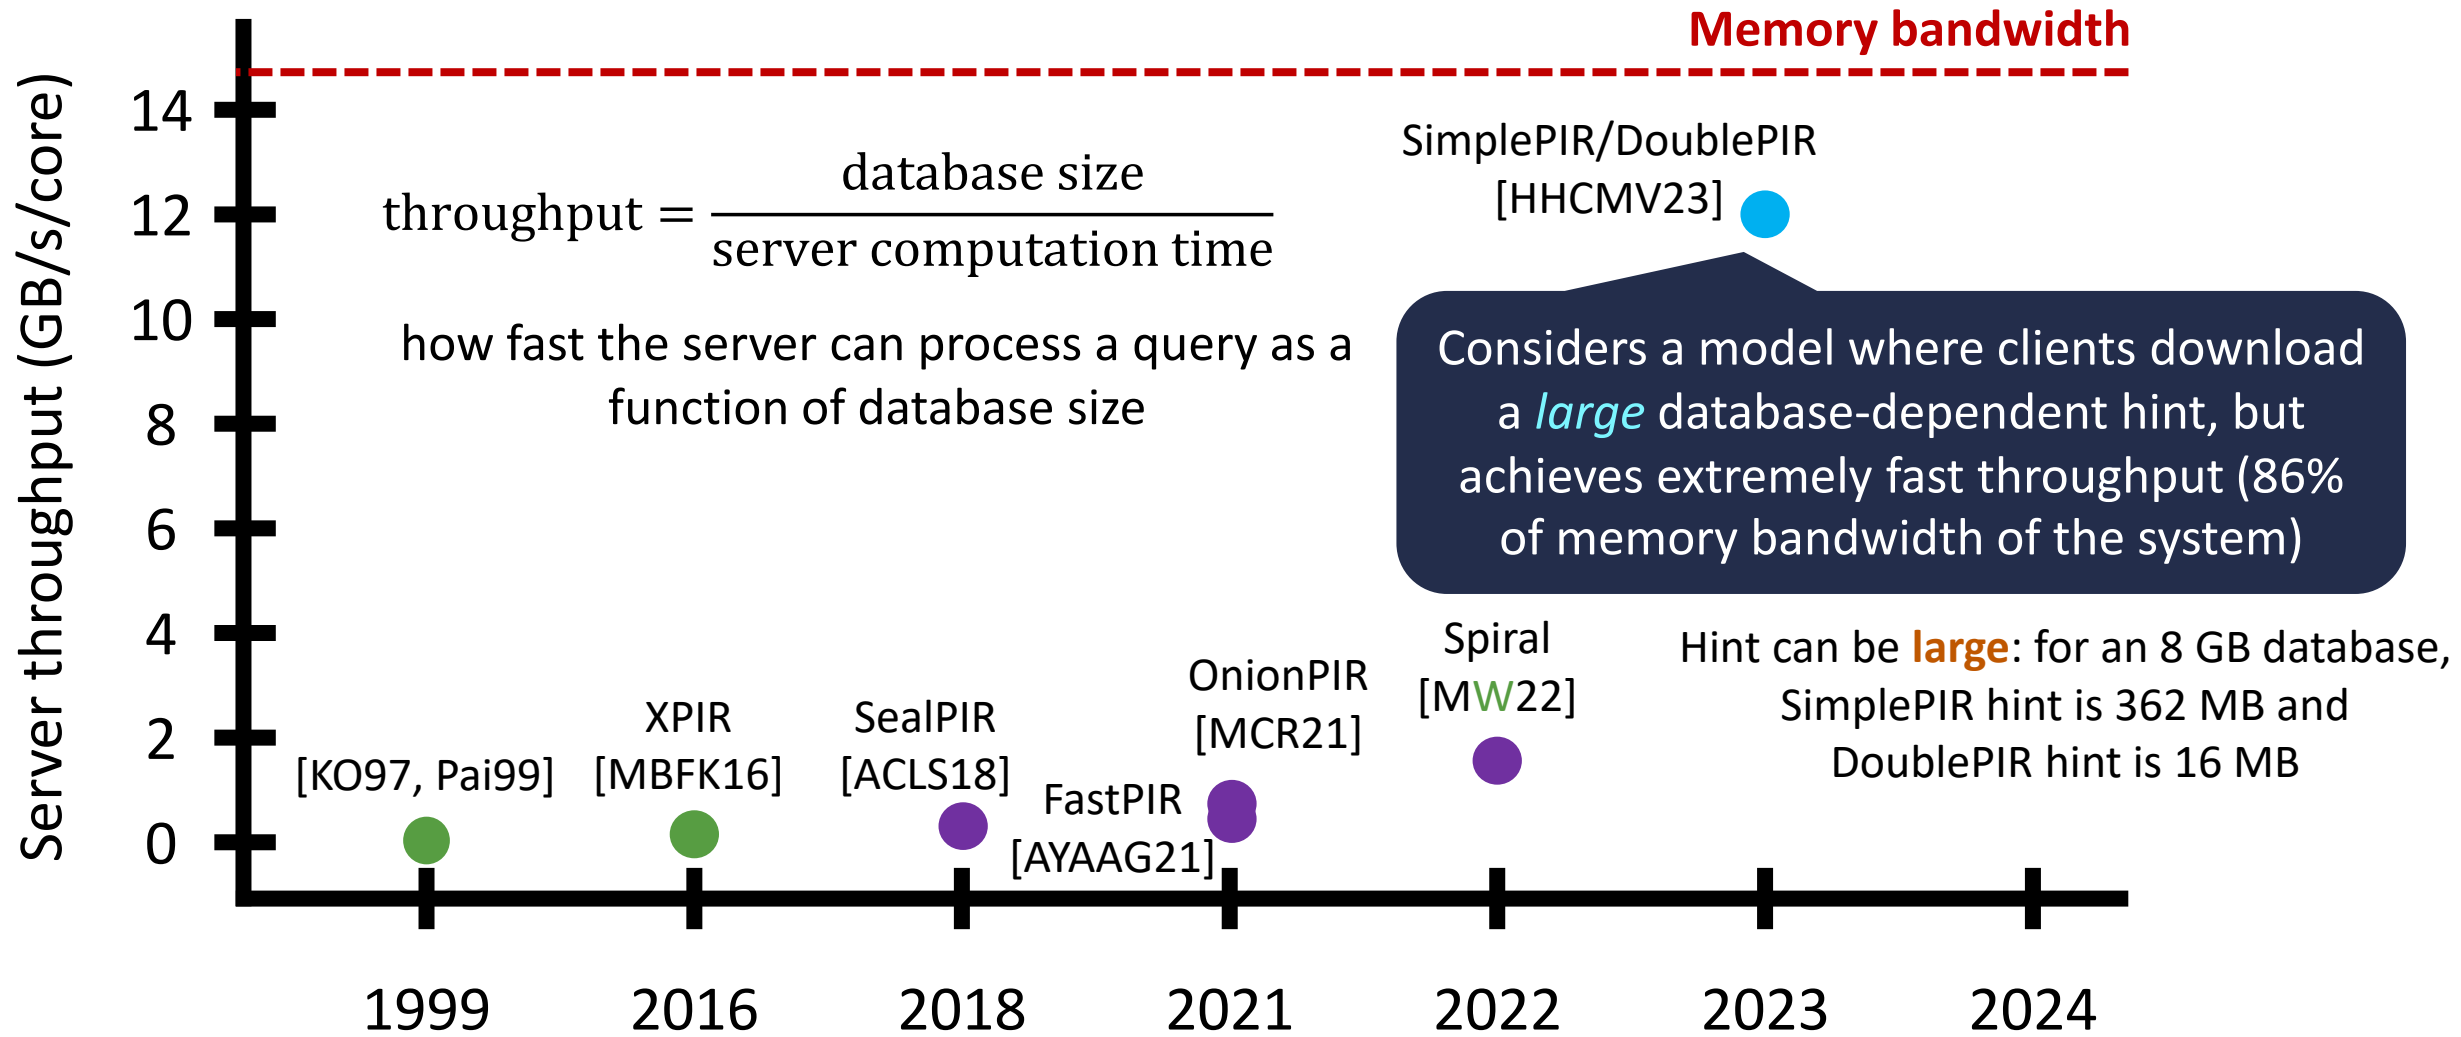 Memory bandwidth
Server throughput (GB/s/core)
14
12
10
8
6
4
2
0
throughput = database size / server computation time
how fast the server can process a query as a
function of database size
SimplePIR/DoublePIR
[HHCMV23]
Considers a model where clients download
a large database-dependent hint, but
achieves extremely fast throughput (86%
of memory bandwidth of the system)
[KO97, Pai99]
XPIR
[MBFK16]
SealPIR
[ACLS18]
FastPIR
[AYAAG21]
OnionPIR
[MCR21]
Spiral
[MW22]
Hint can be large: for an 8 GB database,
SimplePIR hint is 362 MB and
DoublePIR hint is 16 MB
1999
2016
2018
2021
2022
2023
2024